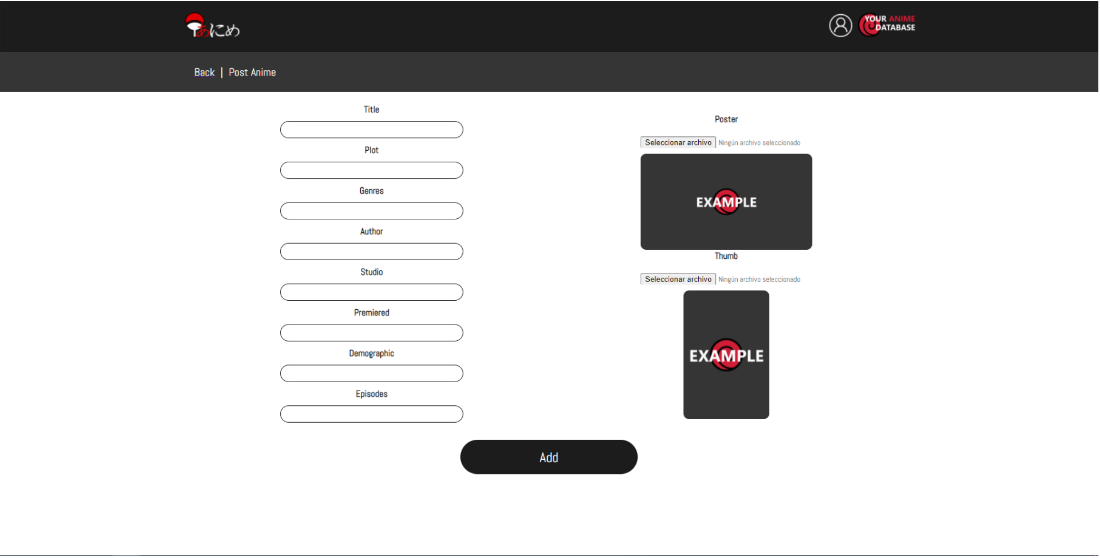 あにめ
YOUR ANIME
DATABASE
Back | Post Anime
Title
Plot
Genres
Author
Studio
Premiered
Demographic
Episodes
Poster
Seleccionar archivo Ningún archivo seleccionado
EXAMPLE
Thumb
Seleccionar archivo Ningún archivo seleccionado
EXAMPLE
Add